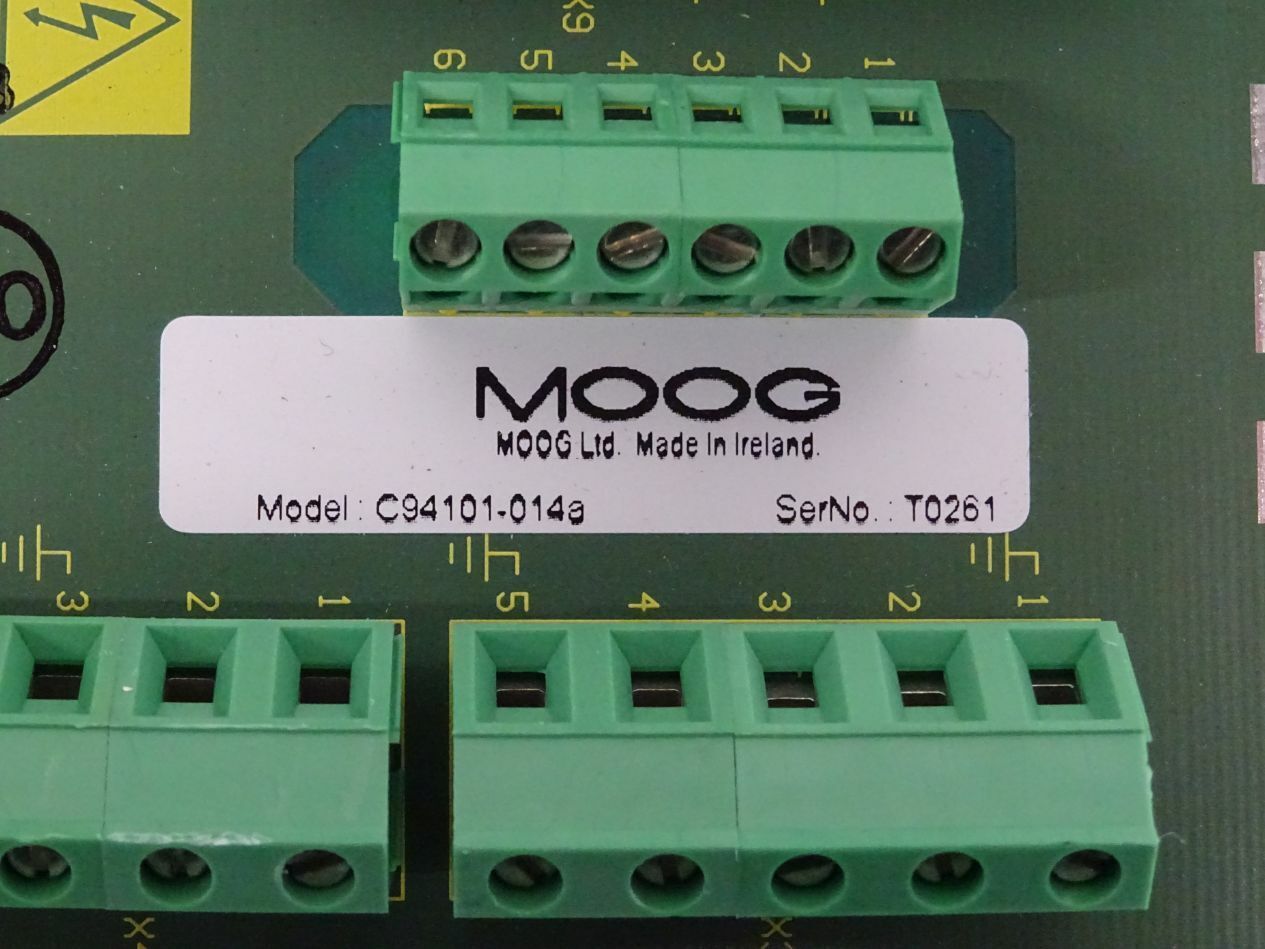 X9
6 5 4 3 2 1
MOOG
MOOG Ltd. Made In Ireland.
Model : C94101-014a
SerNo. : T0261
3 2 1
5 4 3 2 1